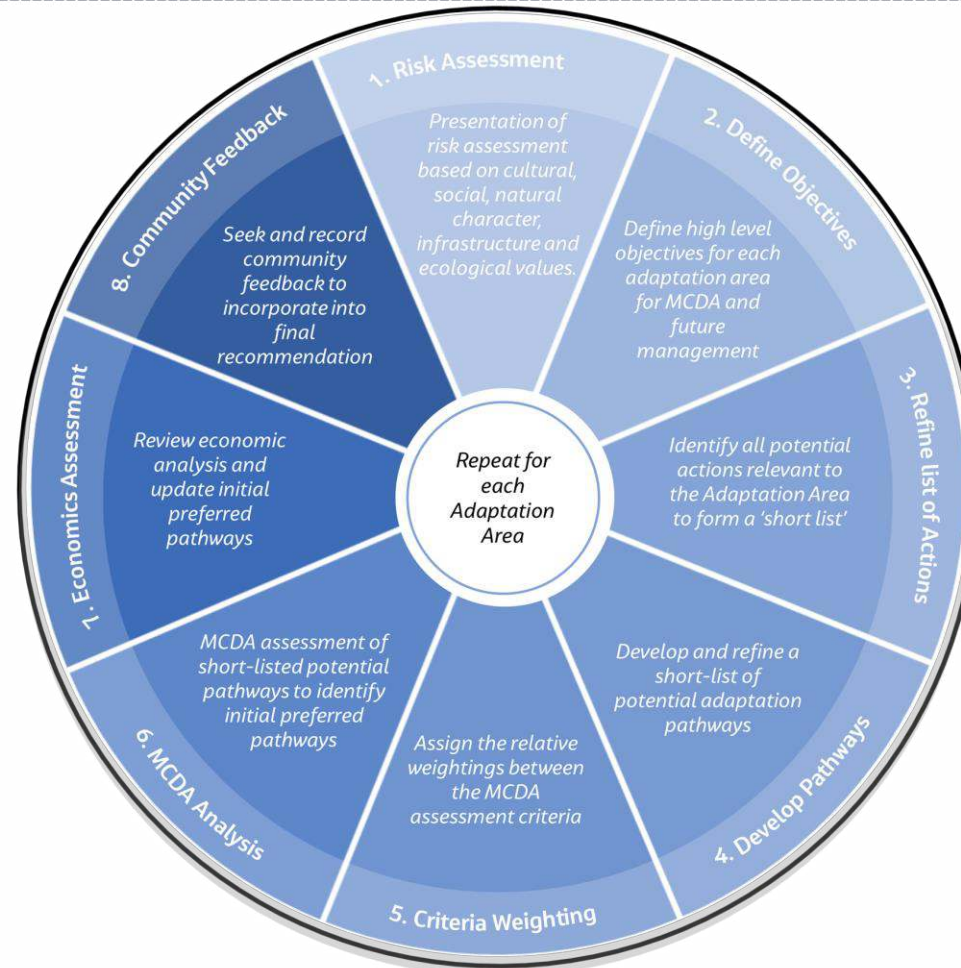 1. Risk Assessment
Presentation of
risk assessment
based on cultural,
social, natural
character,
infrastructure and
ecological values.
2. Define Objectives
Define high level
objectives for each
adaptation area
for MCDA and
future
management
3. Refine list of Actions
Identify all potential
actions relevant to
the Adaptation Area
to form a ‘short list’
4. Develop Pathways
Develop and refine a
short-list of
potential adaptation
pathways
5. Criteria Weighting
Assign the relative
weightings between
the MCDA
assessment criteria
6. MCDA Analysis
MCDA assessment of
short-listed potential
pathways to identify
initial preferred
pathways
7. Economics Assessment
Review economic
analysis and
update initial
preferred
pathways
8. Community Feedback
Seek and record
community
feedback to
incorporate into
final
recommendation
Repeat for
each
Adaptation
Area